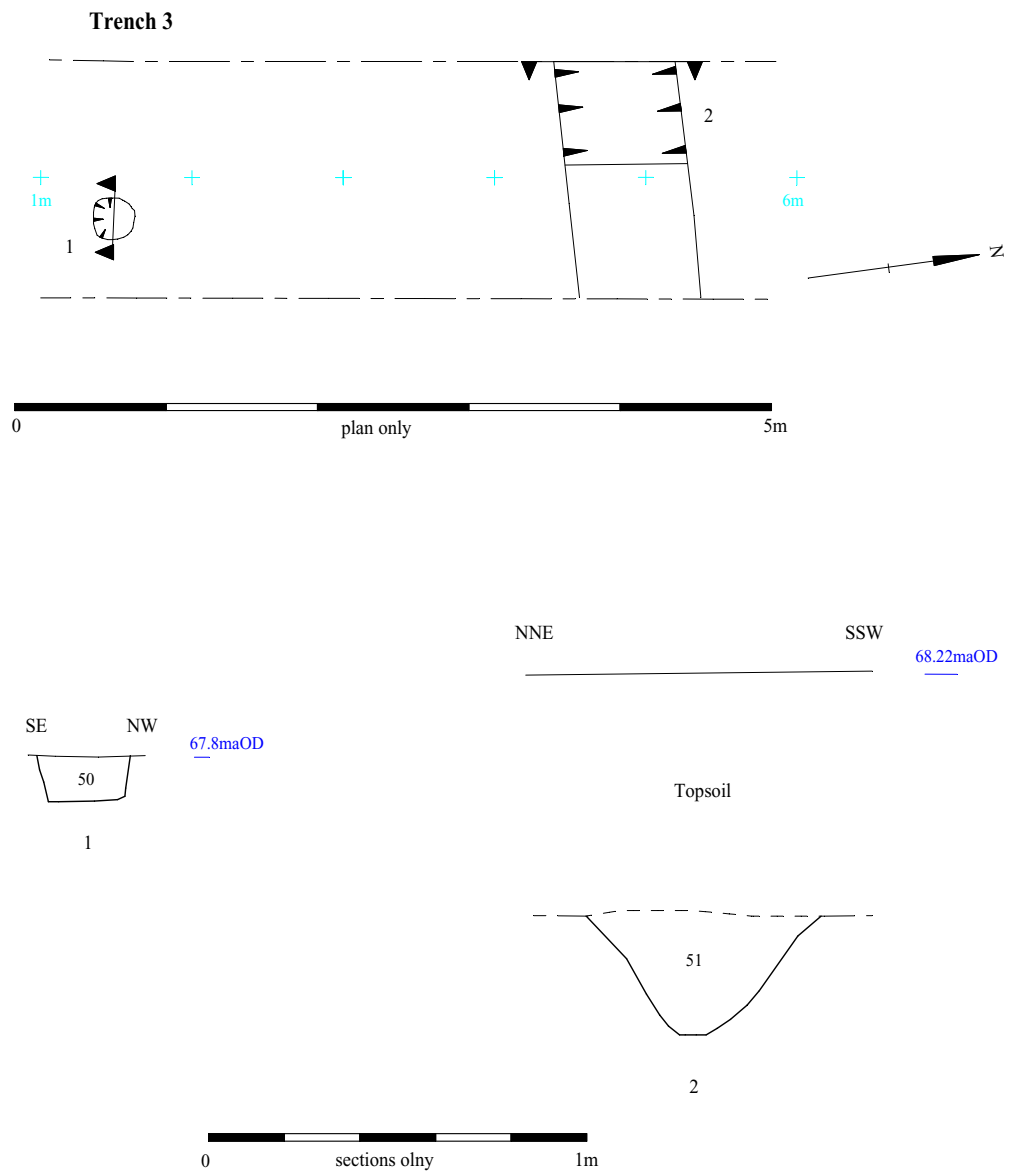 Trench 3
2
1m
6m
1
N
0
plan only
5m
NNE
SSW
68.22maOD
SE
NW
67.8maOD
50
Topsoil
1
51
2
0
sections olny
1m